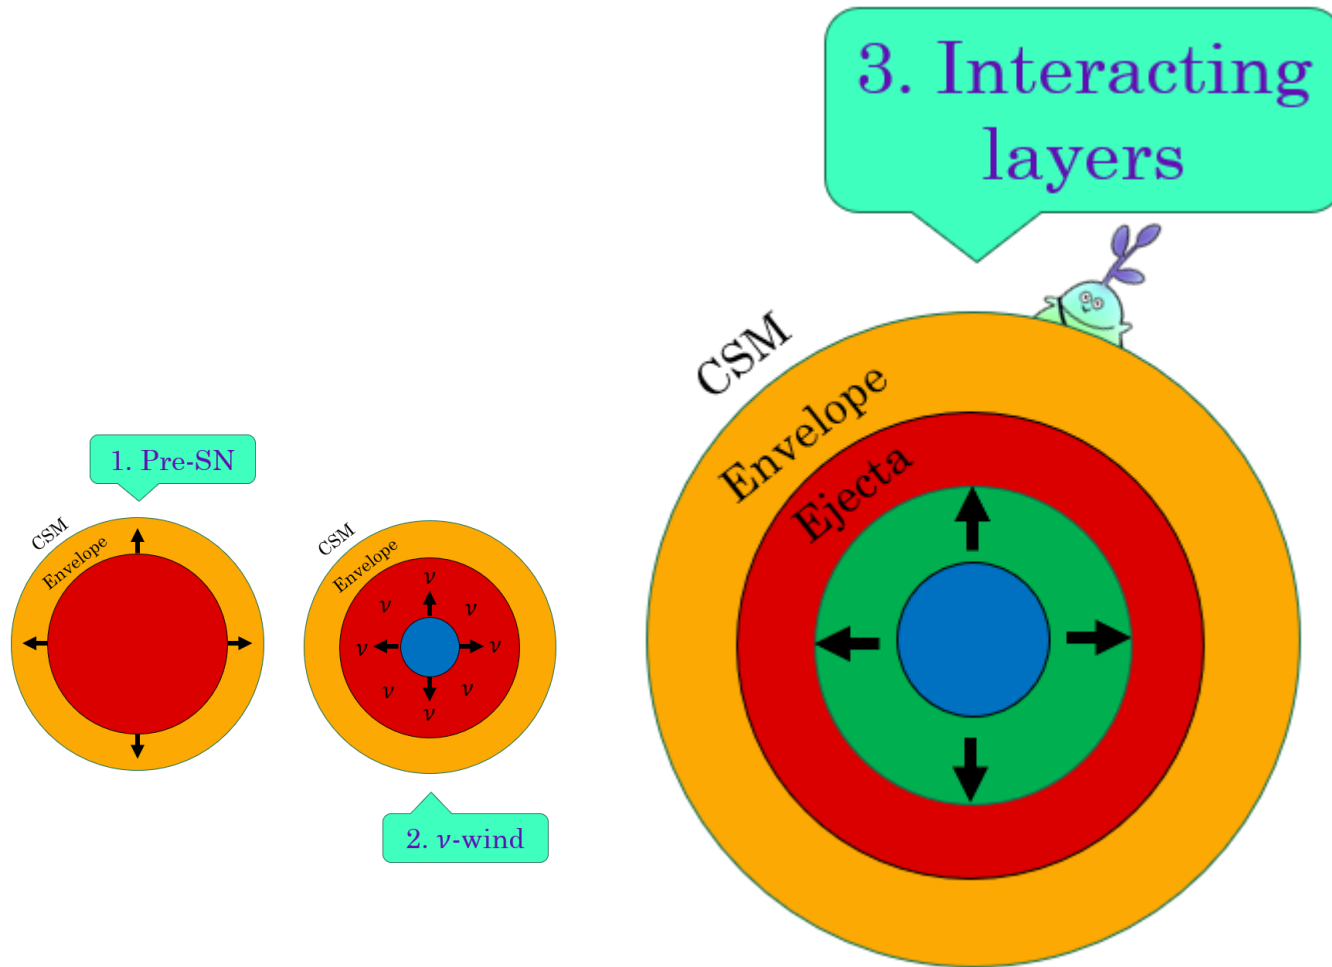 3. Interacting
layers
CSM
Envelope
Ejecta
1. Pre-SN
CSM
Envelope
CSM
Envelope
ν
ν
ν
ν
ν
ν
ν
ν
2. ν-wind